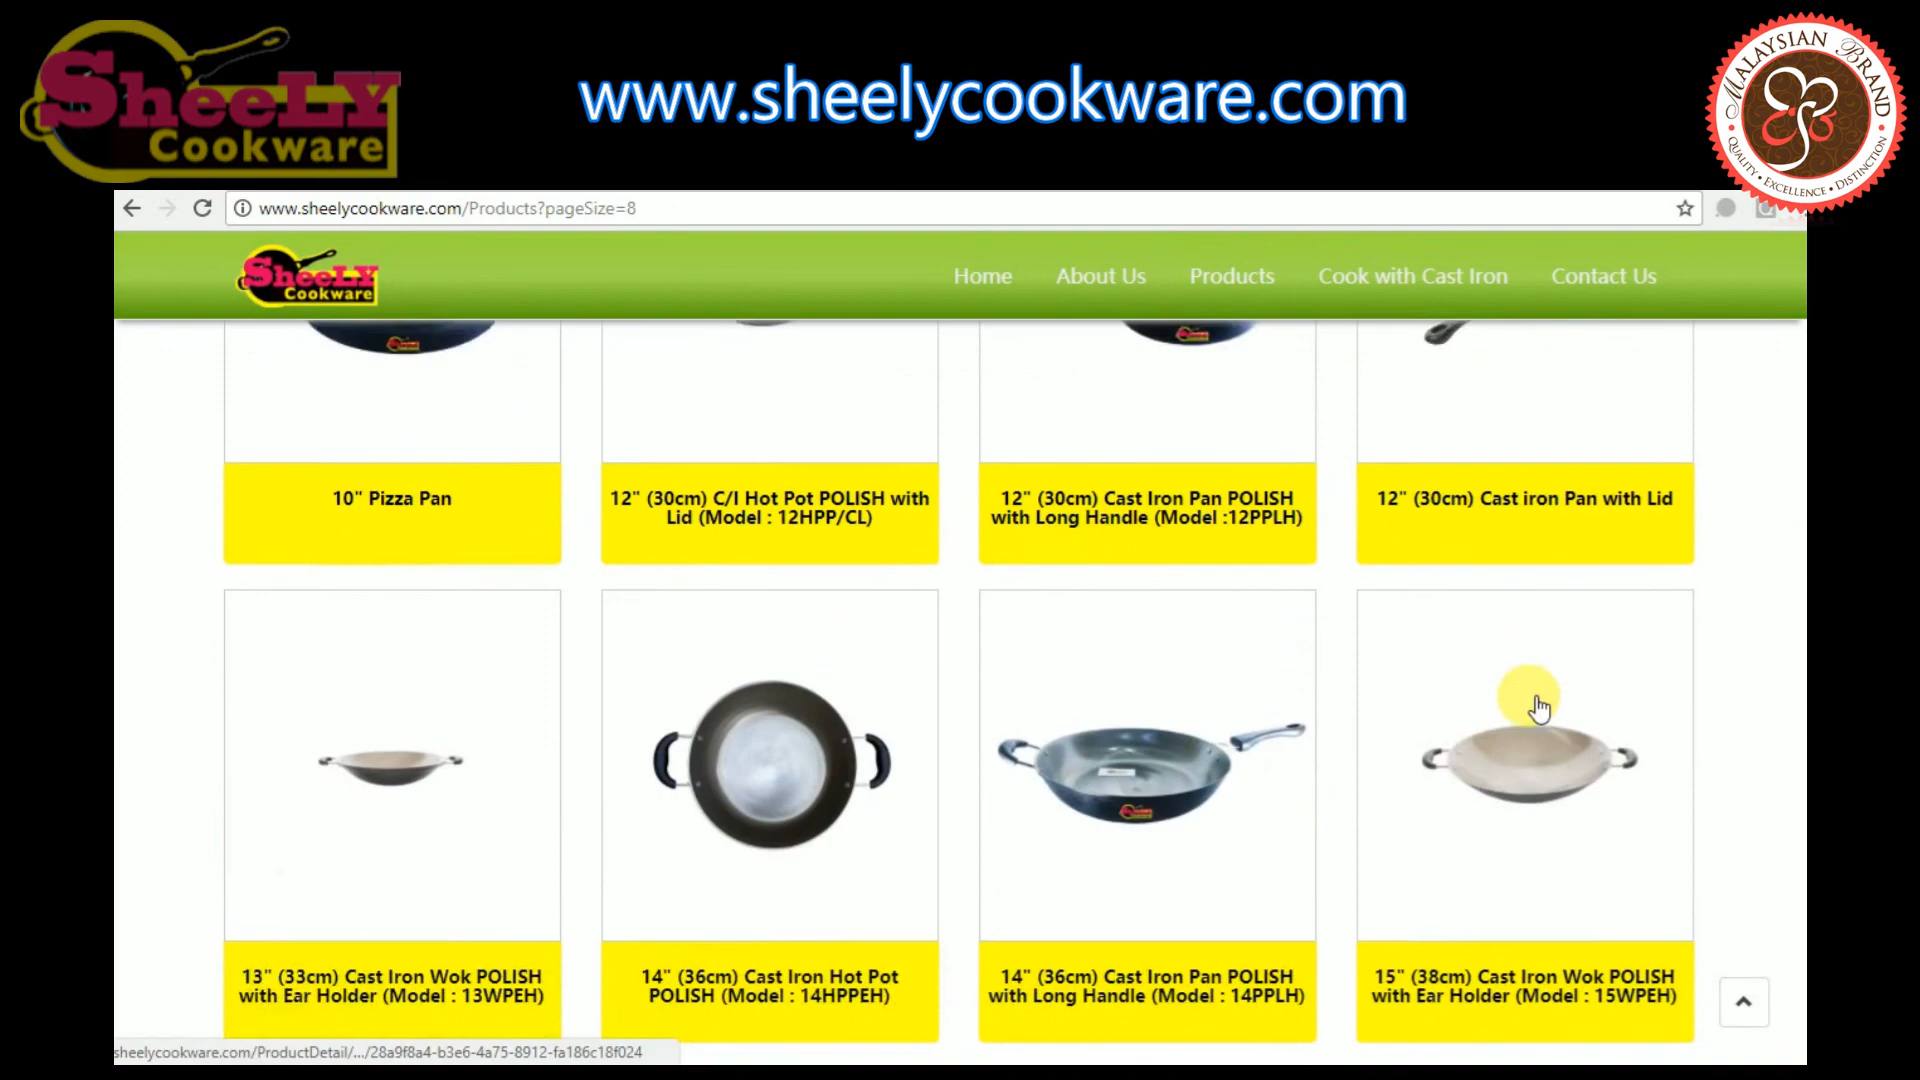 SheeLY
Cookware
www.sheelycookware.com
MALAYSIAN BRAND
QUALITY • EXCELLENCE • DISTINCTION
www.sheelycookware.com/Products?pageSize=8
SheeLY
Cookware
Home
About Us
Products
Cook with Cast Iron
Contact Us
10" Pizza Pan
12" (30cm) C/I Hot Pot POLISH with
Lid (Model : 12HPP/CL)
12" (30cm) Cast Iron Pan POLISH
with Long Handle (Model :12PPLH)
12" (30cm) Cast iron Pan with Lid
13" (33cm) Cast Iron Wok POLISH
with Ear Holder (Model : 13WPEH)
14" (36cm) Cast Iron Hot Pot
POLISH (Model : 14HPPEH)
14" (36cm) Cast Iron Pan POLISH
with Long Handle (Model : 14PPLH)
15" (38cm) Cast Iron Wok POLISH
with Ear Holder (Model : 15WPEH)
sheelycookware.com/ProductDetail/.../28a9f8a4-b3e6-4a75-8912-fa186c18f024